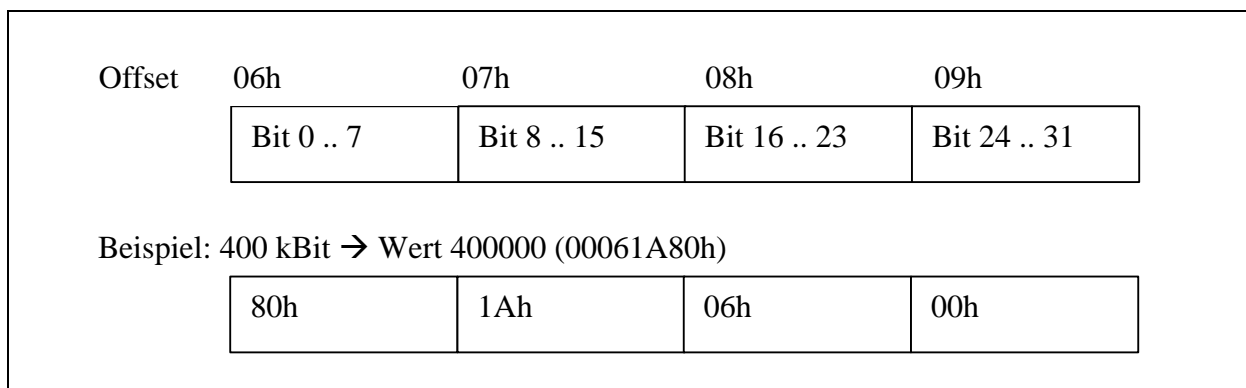 Offset 06h 07h 08h 09h
Bit 0 .. 7 Bit 8 .. 15 Bit 16 .. 23 Bit 24 .. 31
Beispiel: 400 kBit → Wert 400000 (00061A80h)
80h 1Ah 06h 00h